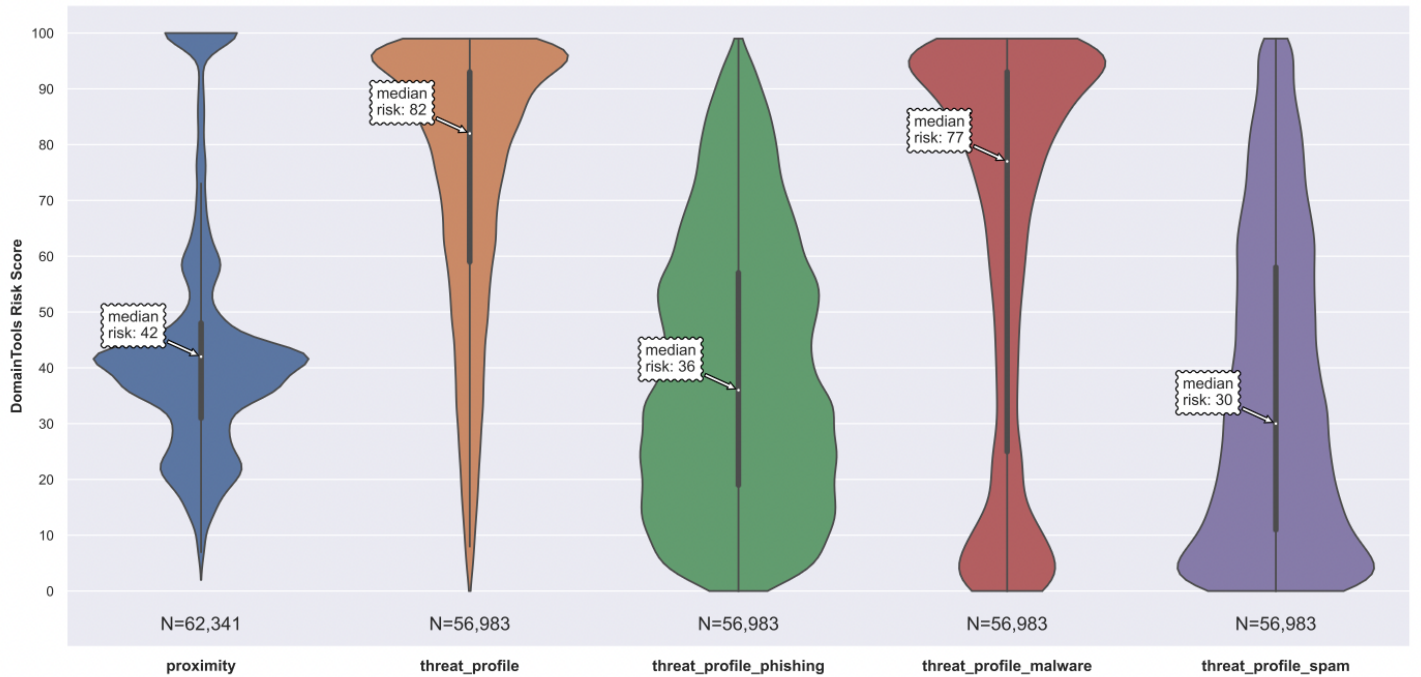 DomainTools Risk Score
100
90
80
70
60
50
40
30
20
10
0
median
risk: 42
median
risk: 82
median
risk: 36
median
risk: 77
median
risk: 30
N=62,341
N=56,983
N=56,983
N=56,983
N=56,983
proximity
threat_profile
threat_profile_phishing
threat_profile_malware
threat_profile_spam